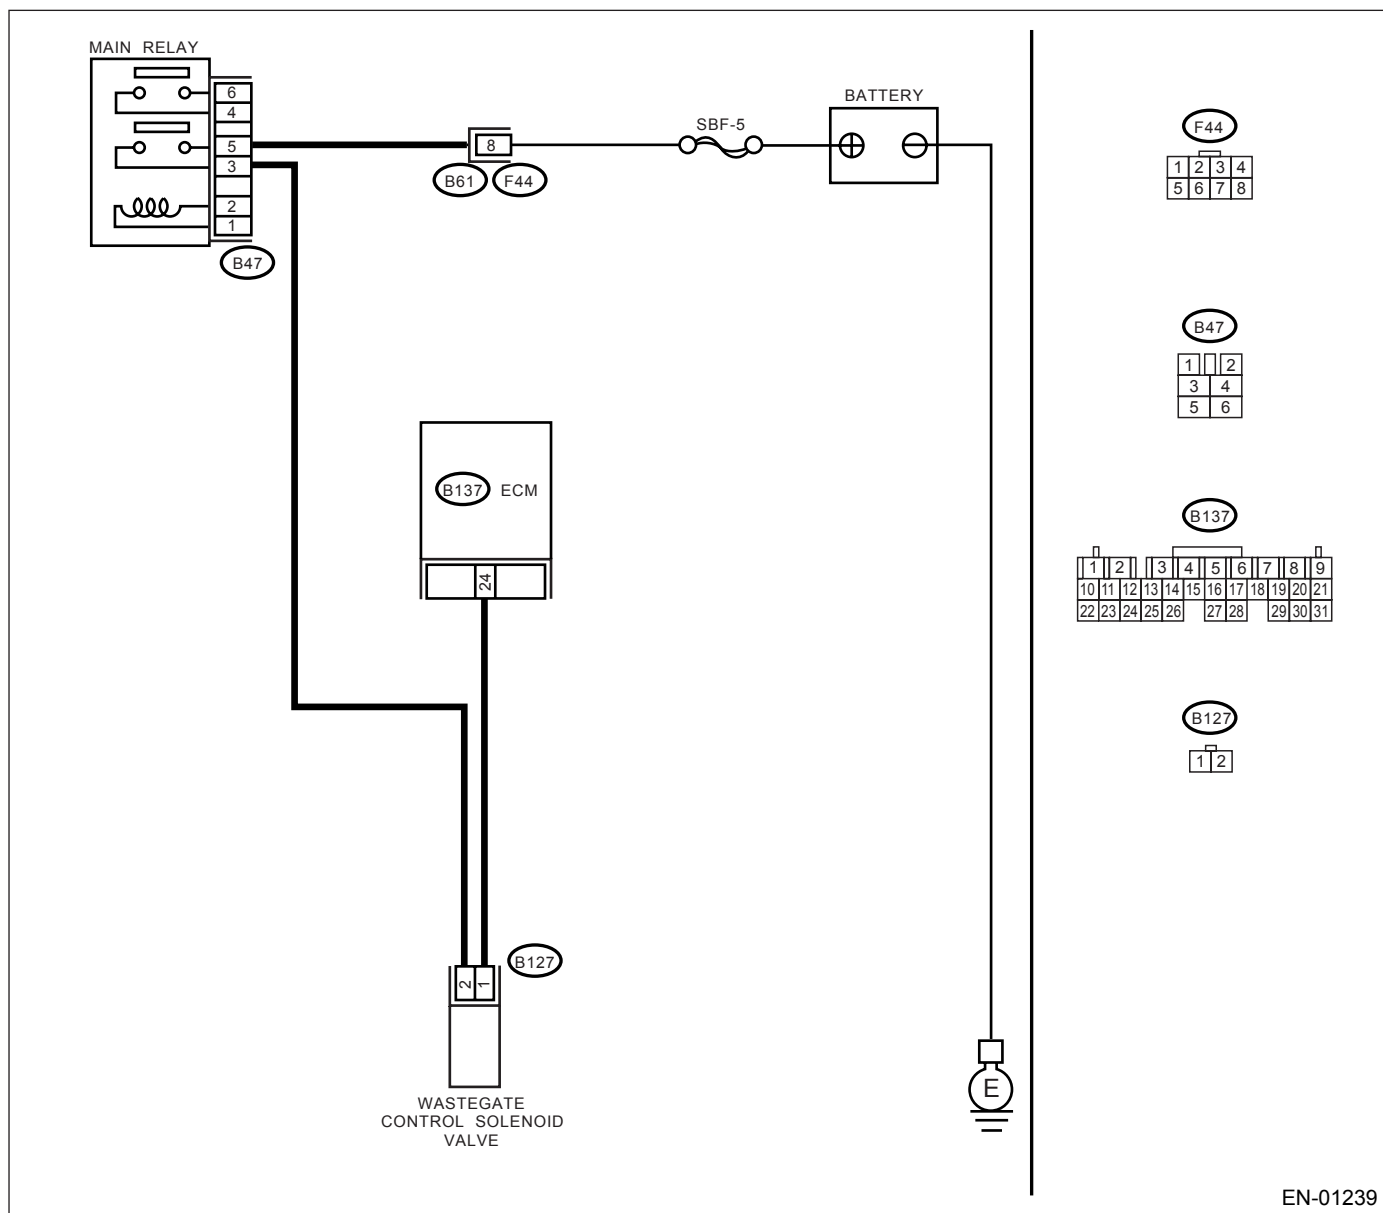 MAIN RELAY
6
4
5
3
2
1
B47
8
B61
F44
SBF-5
BATTERY
B137 ECM
24
2
1
B127
WASTEGATE
CONTROL SOLENOID
VALVE
E
F44
1 2 3 4
5 6 7 8
B47
1 2
3 4
5 6
B137
1 2 3 4 5 6 7 8 9
10 11 12 13 14 15 16 17 18 19 20 21
22 23 24 25 26 27 28 29 30 31
B127
1 2
EN-01239